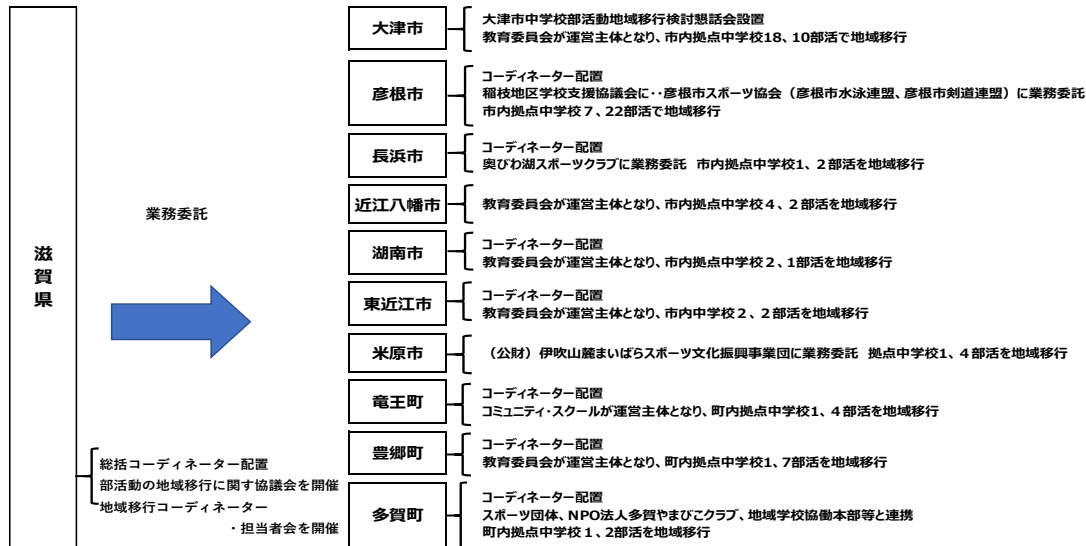 滋賀県
総括コーディネーター配置
部活動の地域移行に関す協議会を開催
地域移行コーディネーター
・担当者会を開催
業務委託
大津市
大津市中学校部活動地域移行検討懇話会設置
教育委員会が運営主体となり、市内拠点中学校18、10部活で地域移行
彦根市
コーディネーター配置
稲枝地区学校支援協議会に・・彦根市スポーツ協会（彦根市水泳連盟、彦根市剣道連盟）に業務委託
市内拠点中学校７、22部活で地域移行
長浜市
コーディネーター配置
奥びわ湖スポーツクラブに業務委託　市内拠点中学校1、２部活を地域移行
近江八幡市
教育委員会が運営主体となり、市内拠点中学校４、２部活を地域移行
湖南市
コーディネーター配置
教育委員会が運営主体となり、市内拠点中学校２、1部活を地域移行
東近江市
コーディネーター配置
教育委員会が運営主体となり、市内中学校２、２部活を地域移行
米原市
（公財）伊吹山麓まいばらスポーツ文化振興事業団に業務委託　拠点中学校1、４部活を地域移行
竜王町
コーディネーター配置
コミュニティ・スクールが運営主体となり、町内拠点中学校1、４部活を地域移行
豊郷町
コーディネーター配置
教育委員会が運営主体となり、町内拠点中学校1、7部活を地域移行
多賀町
コーディネーター配置
スポーツ団体、NPO法人多賀やまびこクラブ、地域学校協働本部等と連携
町内拠点中学校１、2部活を地域移行